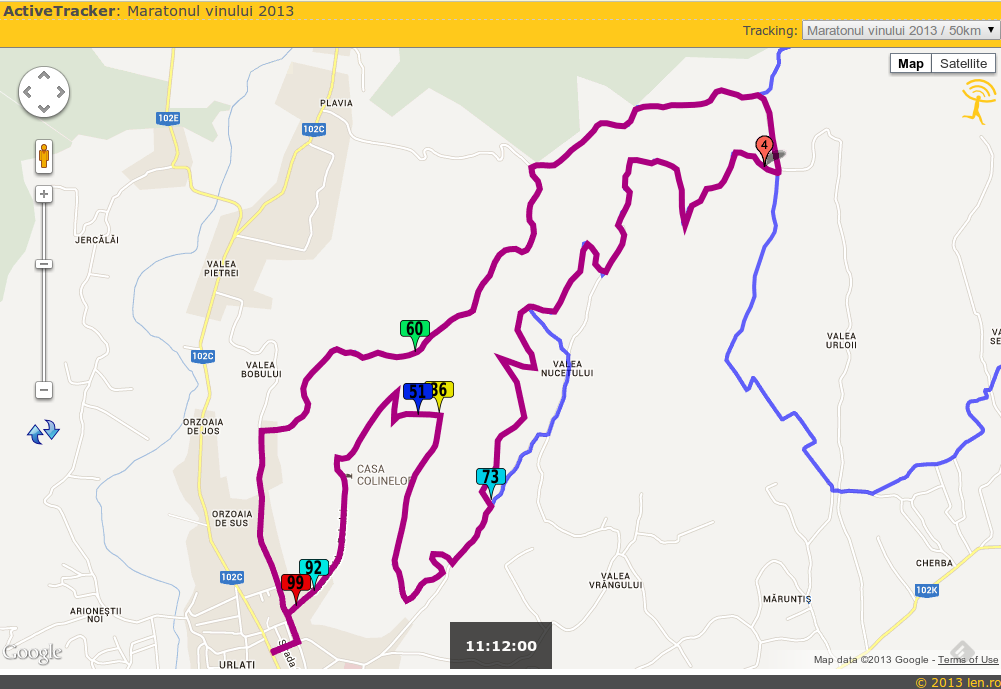 ActiveTracker: Maratonul vinului 2013
Tracking: Maratonul vinului 2013 / 50km
Map Satellite
PLAVIA
102E
102C
4
JERCĂLĂI
VALEA
PIETREI
60
102C
VALEA
BOBULUI
VALEA
NUCETULUI
VALEA
URLOII
51
36
ORZOAIA
DE JOS
CASA
COLINELOR
73
ORZOAIA
DE SUS
92
99
102C
VALEA
VRÂNGULUI
CHERBA
102K
MĂRUNȚIȘ
ARIONEȘTII
NOI
11:12:00
Google
URLATI
Strada
Map data ©2013 Google - Terms of Use
© 2013 len.ro